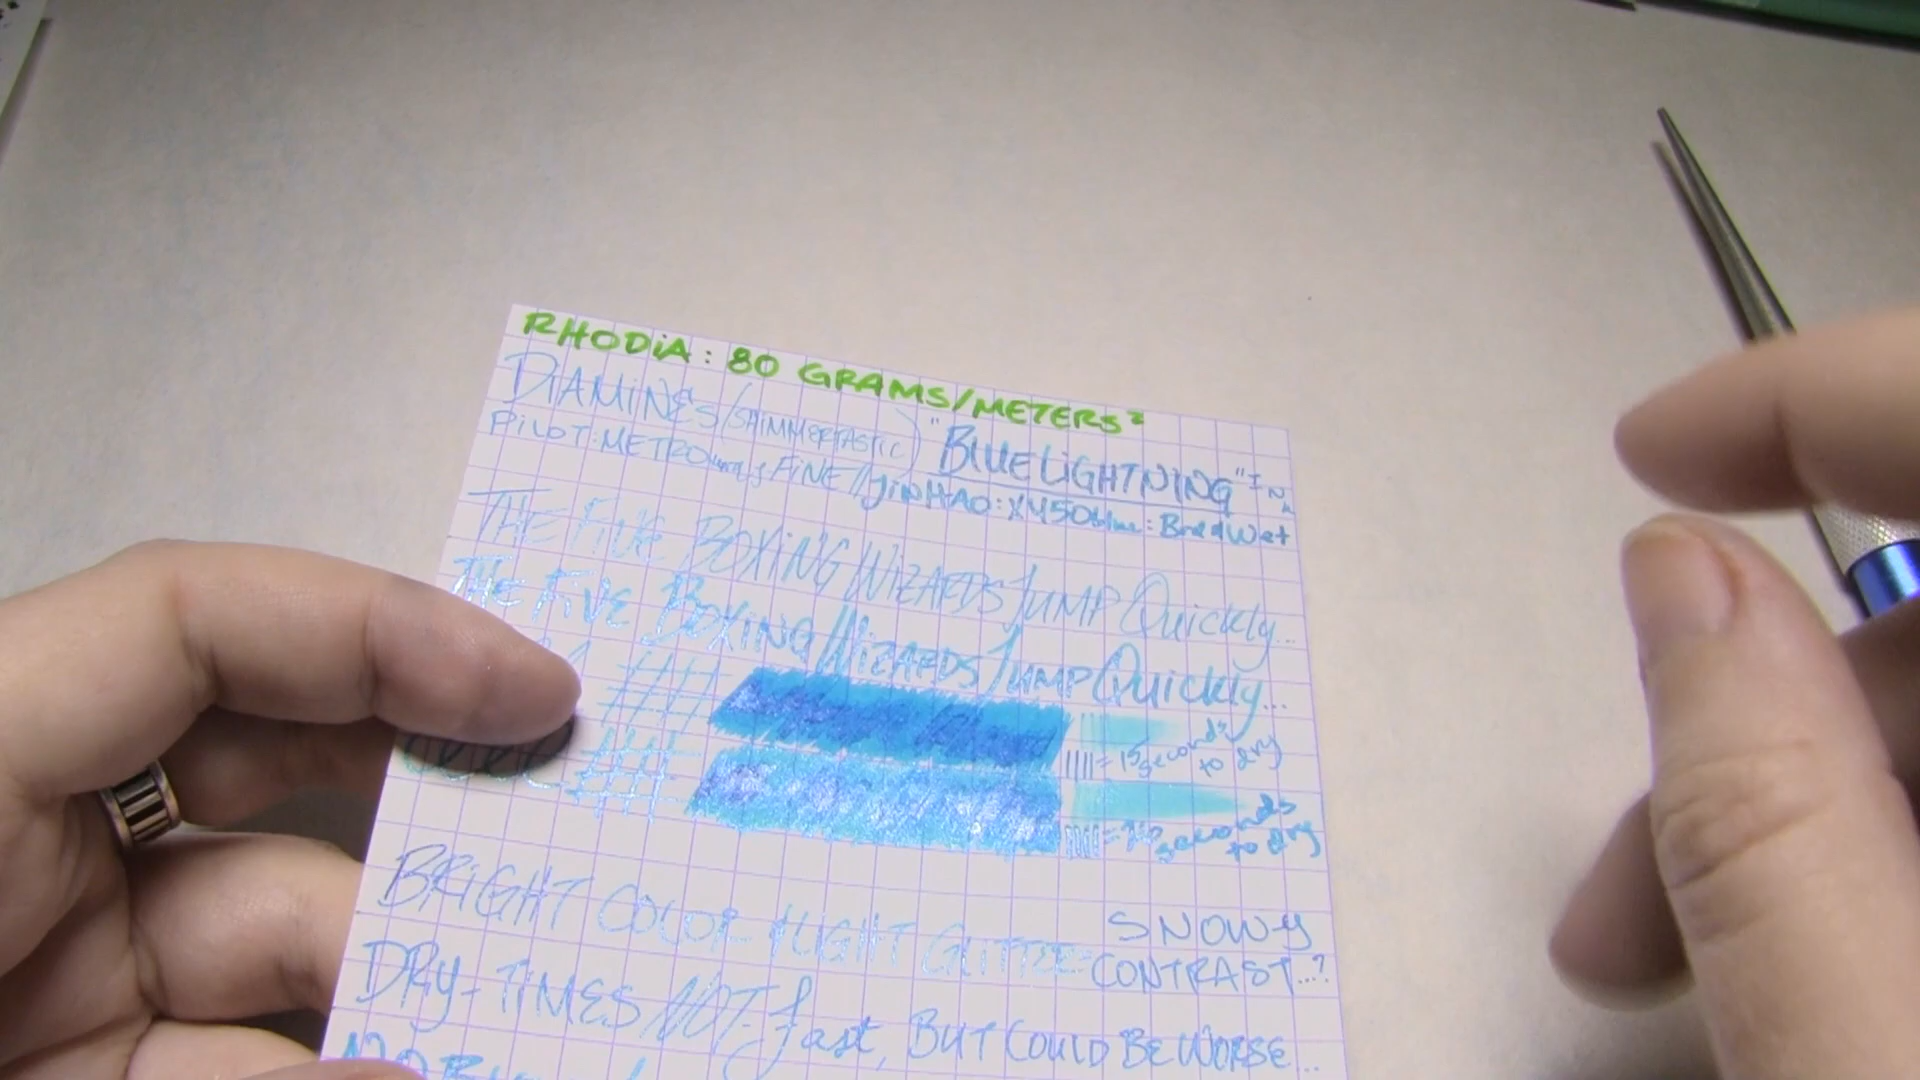 RHODiA: 80 GRAMS/METERS²
DiAMiNES (SHiMMERTASTiC) "BLUE LiGHTNiNG" Ink
PiLOT: METRO FiNE // JiNHAO: X450 blue: Broad Wet
THE FiVE BOXiNG WiZARDS JUMP Quickly...
THE FiVE BOXiNG WiZARDS JUMP Quickly...
= 15 seconds
to dry
seconds
to dry
BRiGHT COLOR LIGHT GLiTTER SNOWy
CONTRAST...?
DRy-TiMES NOT fast, BUT COULD BE WORSE...
NO